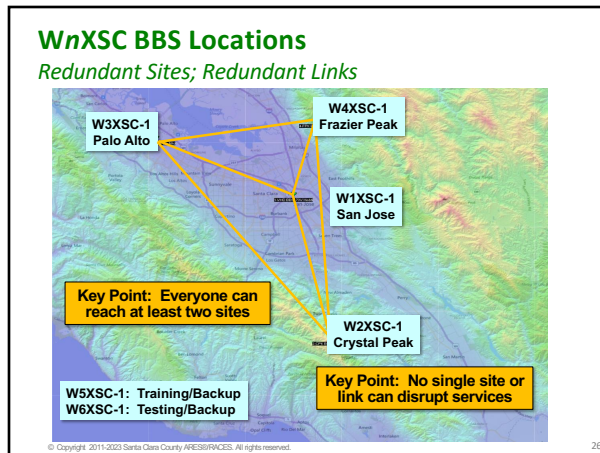 WnXSC BBS Locations
Redundant Sites; Redundant Links
W3XSC-1
Palo Alto
W4XSC-1
Frazier Peak
W1XSC-1
San Jose
Key Point: Everyone can
reach at least two sites
W2XSC-1
Crystal Peak
W5XSC-1: Training/Backup
W6XSC-1: Testing/Backup
Key Point: No single site or
link can disrupt services
© Copyright 2011-2023 Santa Clara County ARES®/RACES. All rights reserved.
26